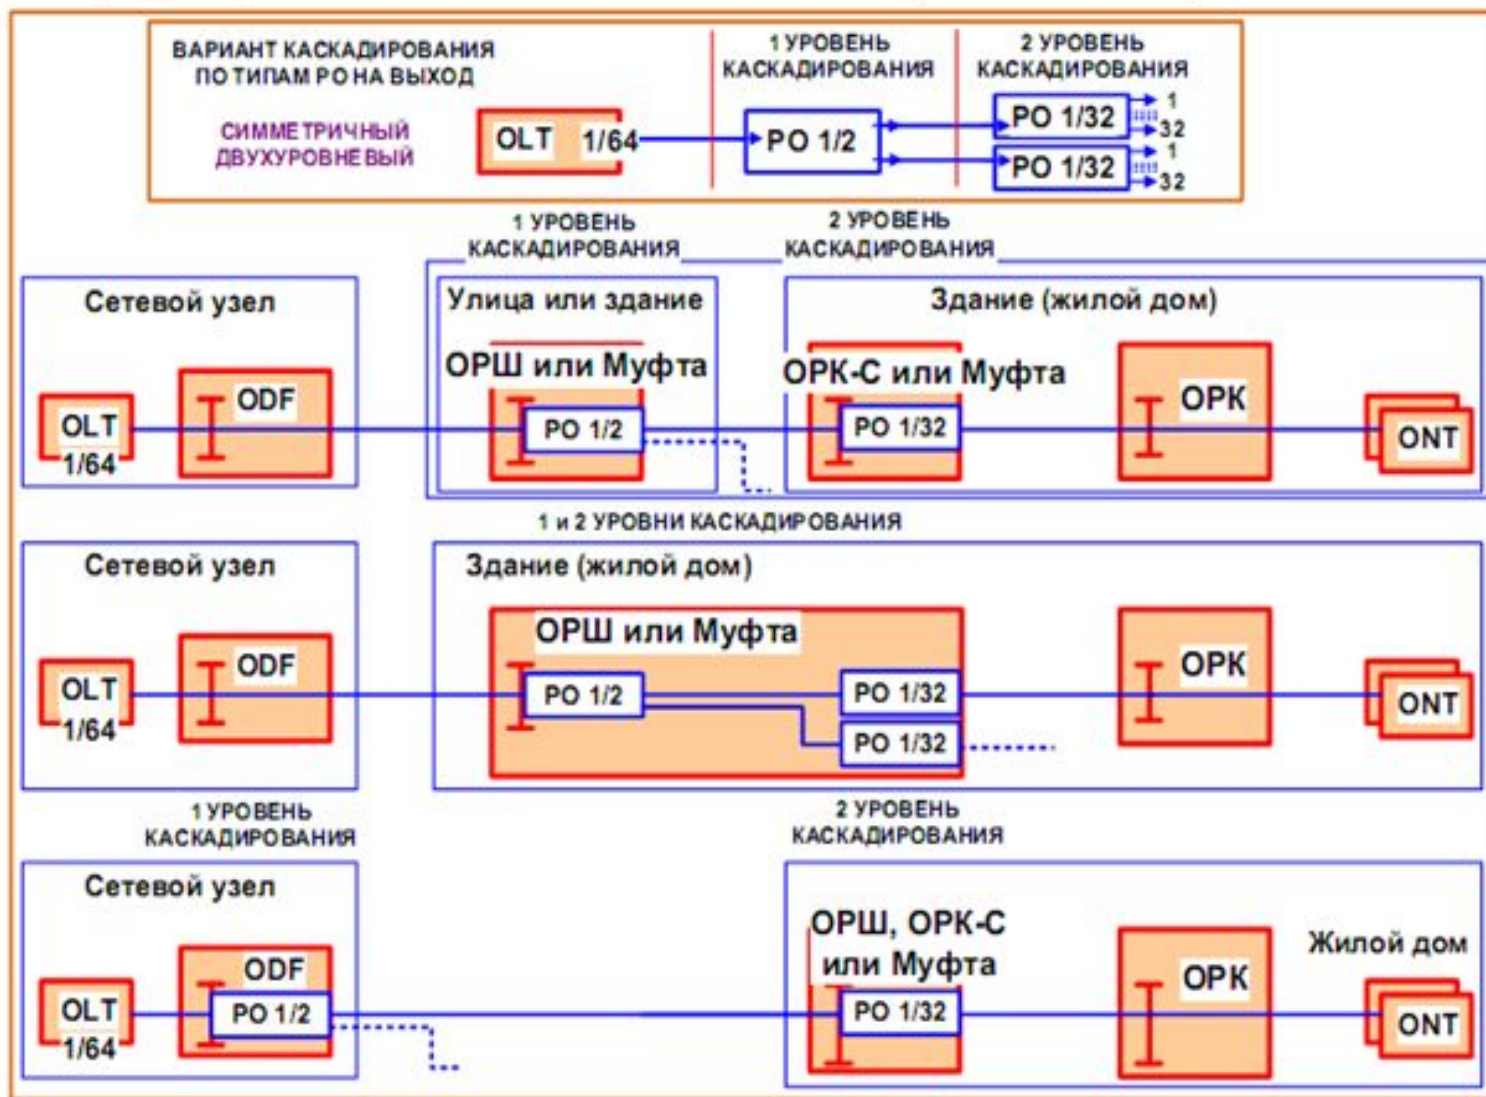 ВАРИАНТ КАСКАДИРОВАНИЯ
ПО ТИПАМ РО НА ВЫХОД
СИММЕТРИЧНЫЙ
ДВУХУРОВНЕВЫЙ
OLT 1/64
1 УРОВЕНЬ
КАСКАДИРОВАНИЯ
РО 1/2
2 УРОВЕНЬ
КАСКАДИРОВАНИЯ
РО 1/32
1
32
РО 1/32
1
32
1 УРОВЕНЬ
КАСКАДИРОВАНИЯ
2 УРОВЕНЬ
КАСКАДИРОВАНИЯ
Сетевой узел
OLT
1/64
ODF
Улица или здание
ОРШ или Муфта
РО 1/2
Здание (жилой дом)
ОРК-С или Муфта
РО 1/32
ОРК
ONT
1 и 2 УРОВНИ КАСКАДИРОВАНИЯ
Сетевой узел
OLT
1/64
ODF
Здание (жилой дом)
ОРШ или Муфта
РО 1/2
РО 1/32
РО 1/32
ОРК
ONT
1 УРОВЕНЬ
КАСКАДИРОВАНИЯ
2 УРОВЕНЬ
КАСКАДИРОВАНИЯ
Сетевой узел
OLT
1/64
ODF
РО 1/2
ОРШ, ОРК-С
или Муфта
РО 1/32
ОРК
Жилой дом
ONT